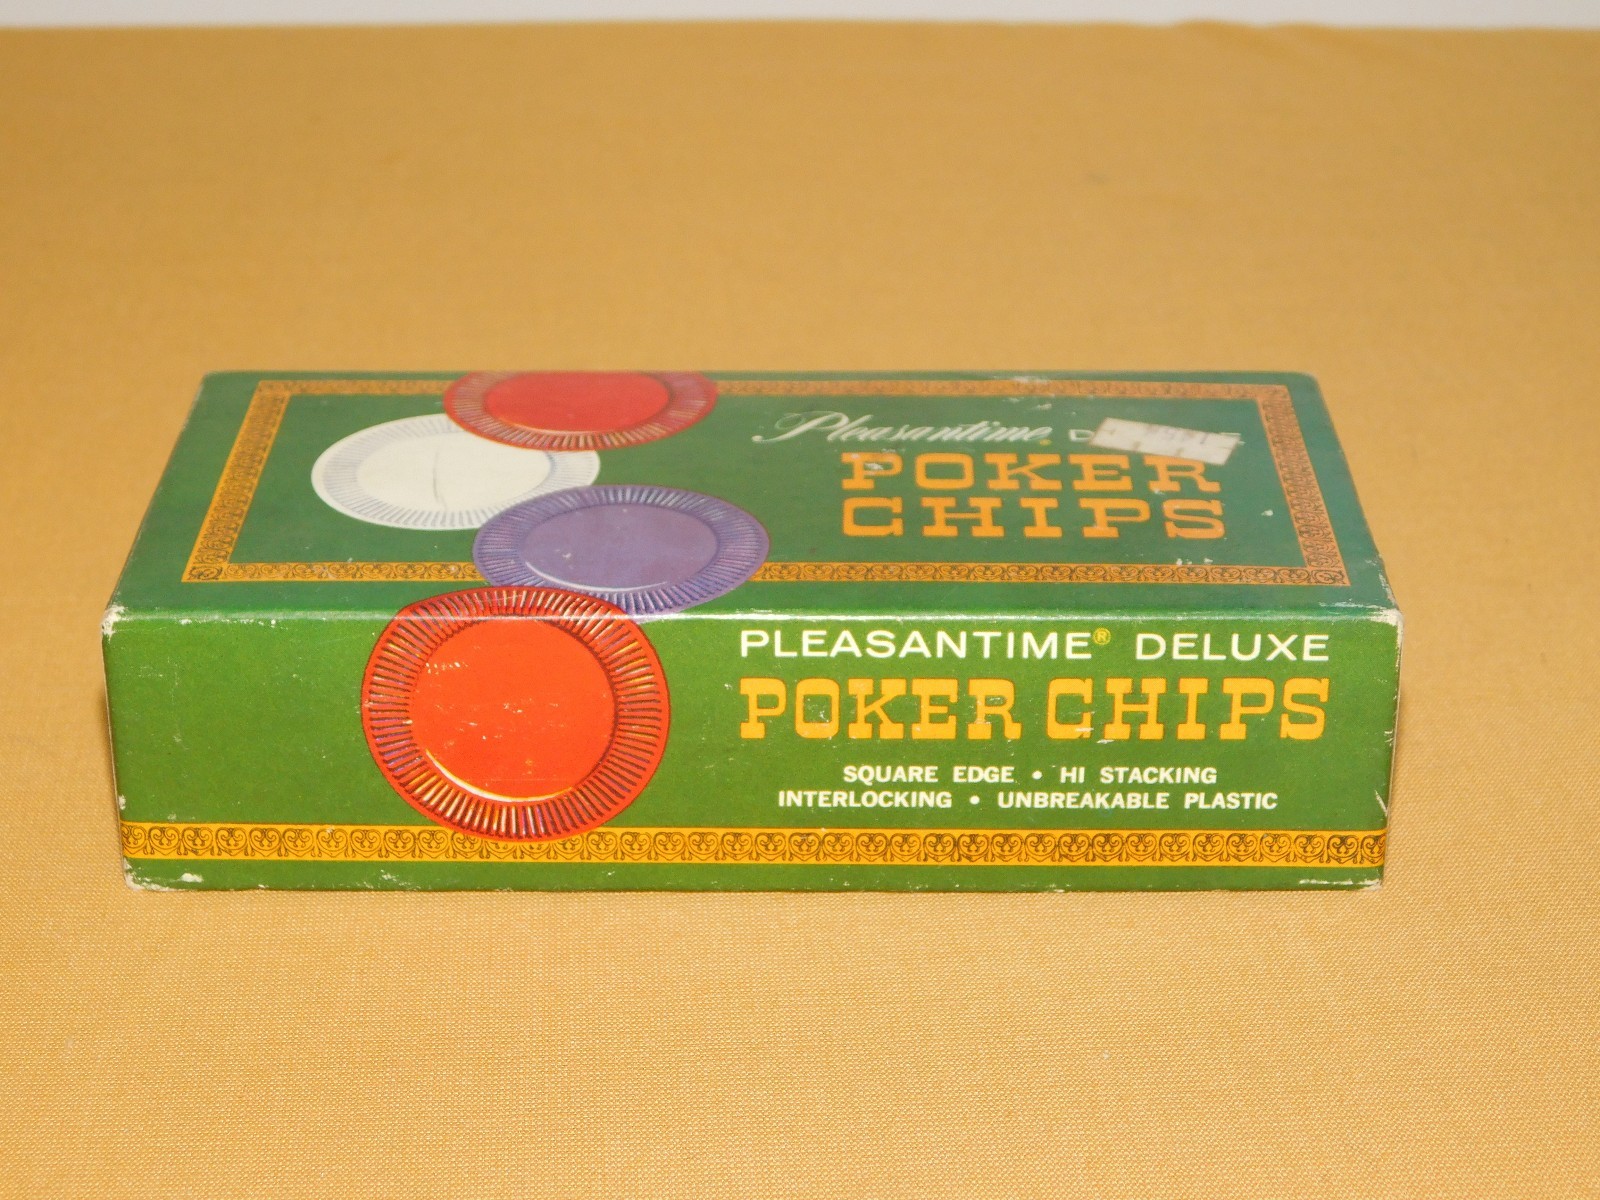 Pleasantime
POKER
CHIPS
PLEASANTIME® DELUXE
POKER CHIPS
SQUARE EDGE • HI STACKING
INTERLOCKING • UNBREAKABLE PLASTIC